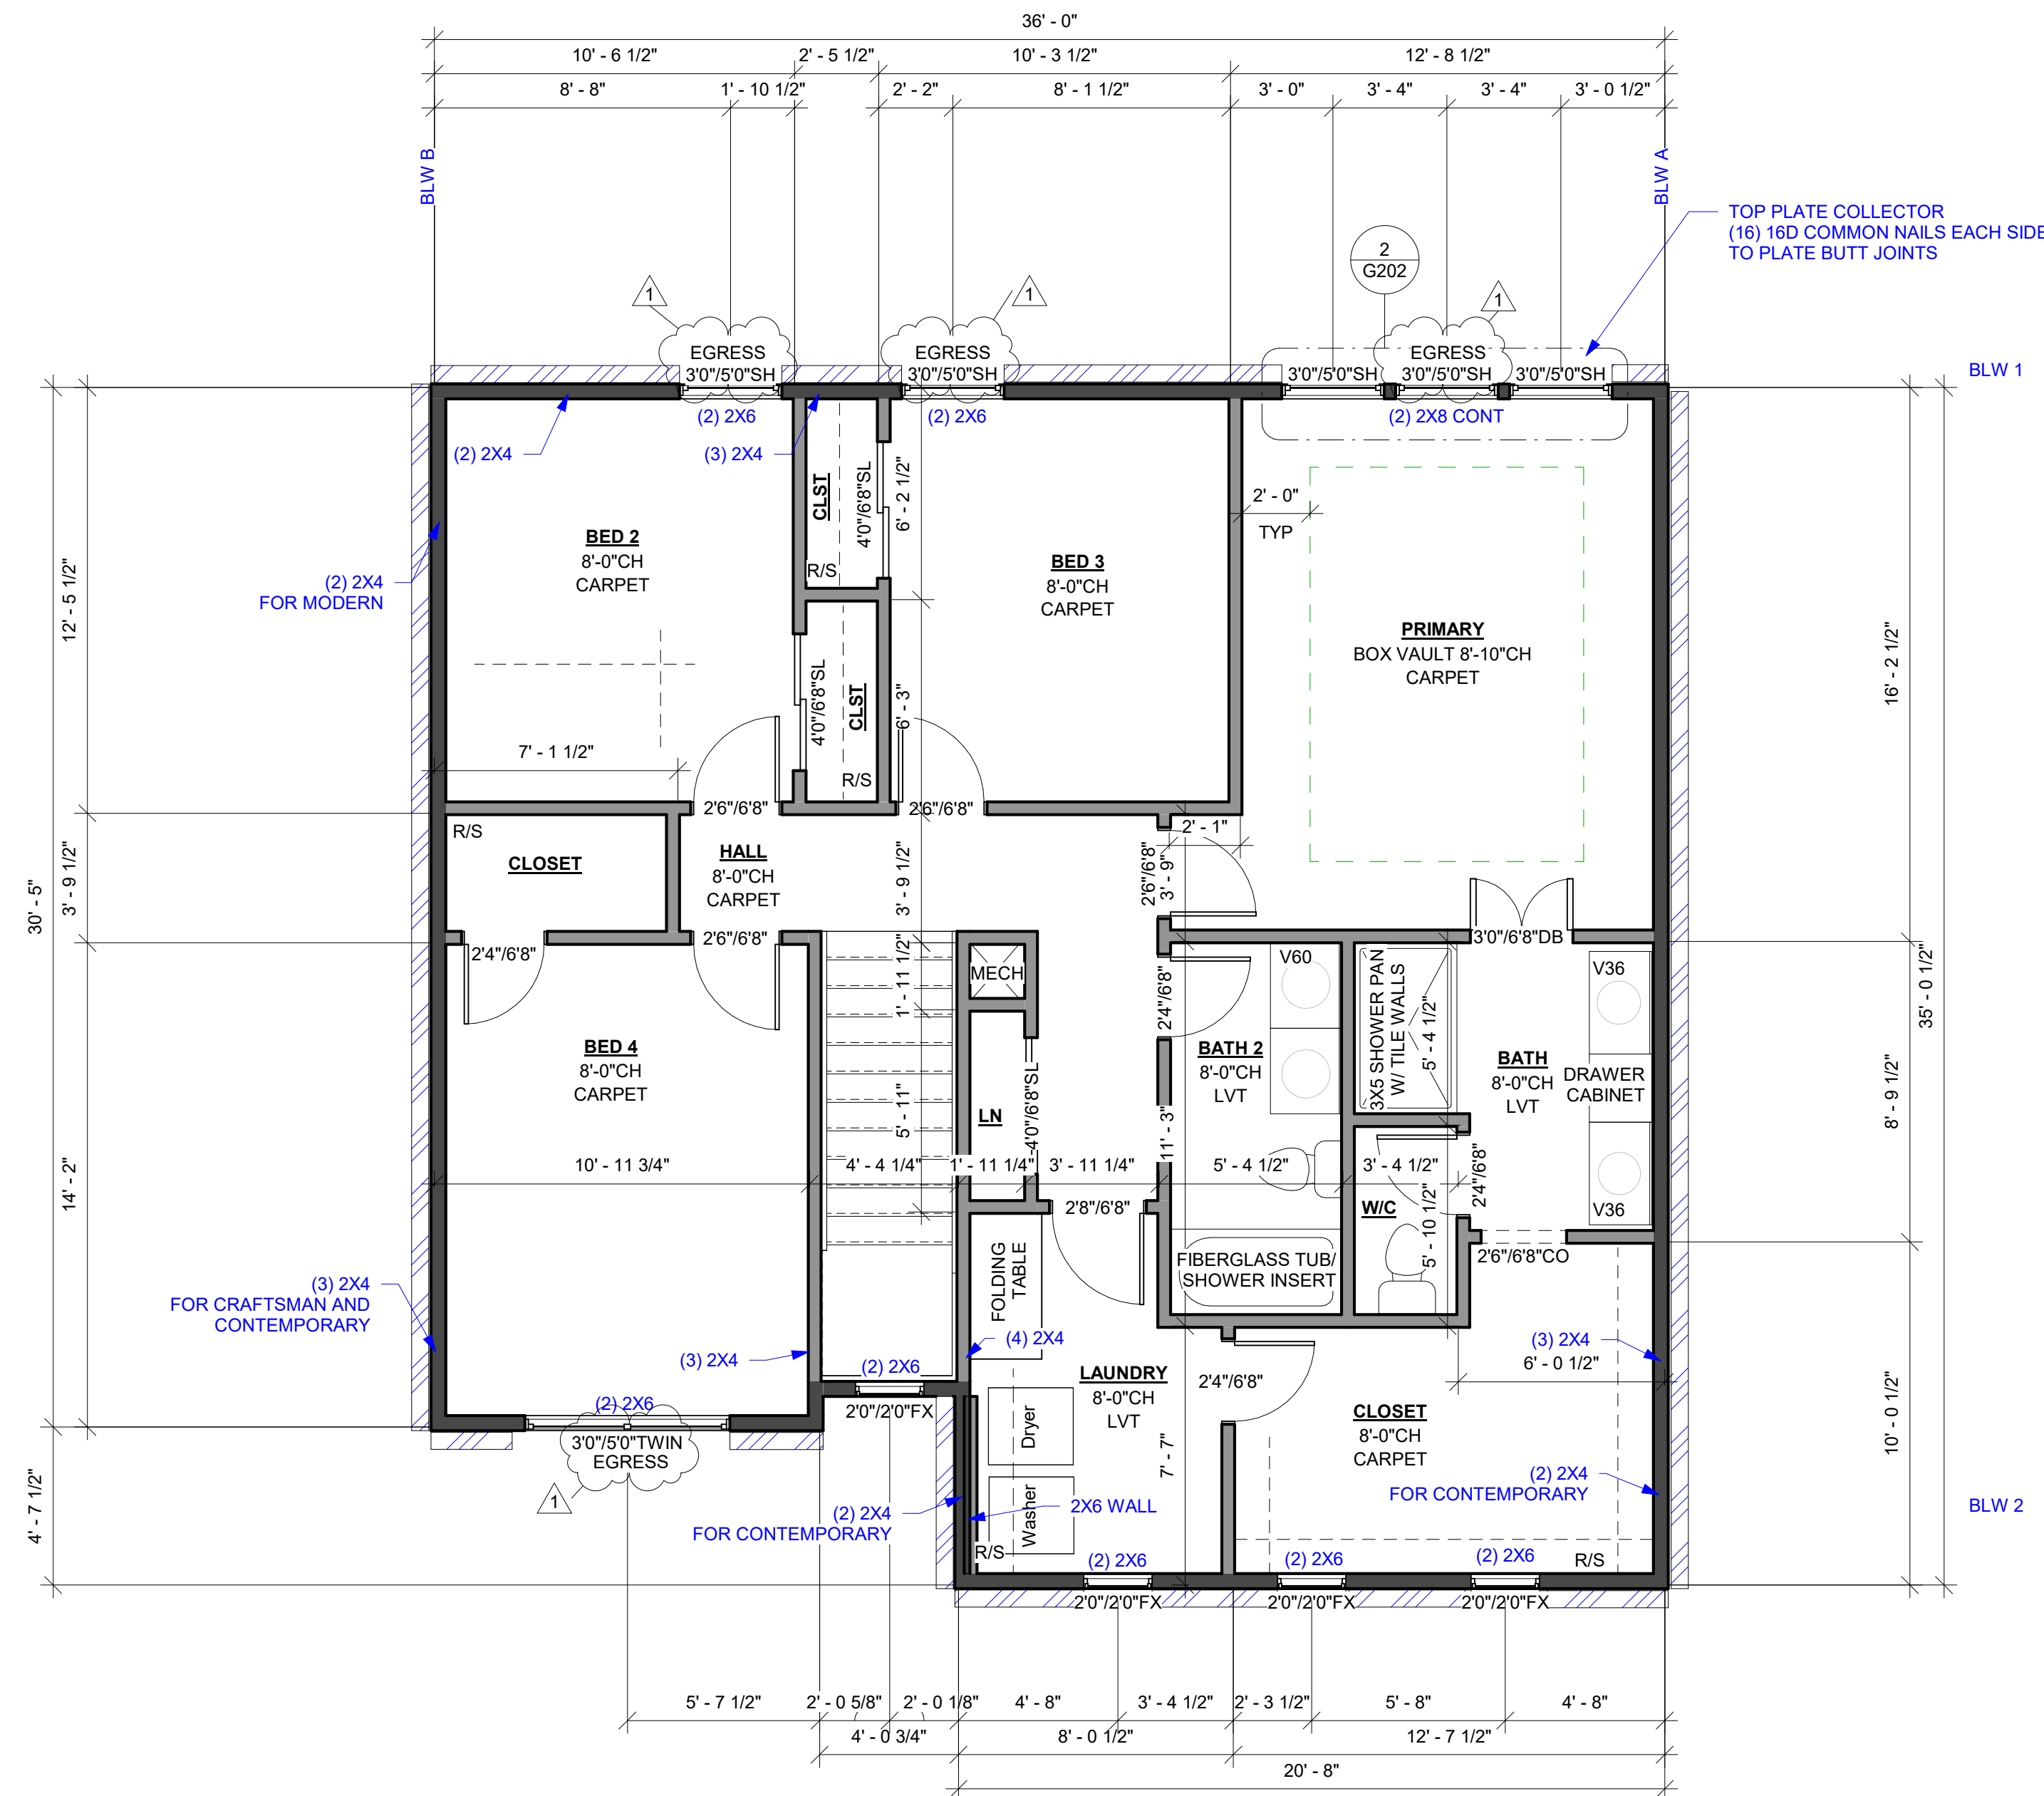 36' - 0"
10' - 6 1/2"
2' - 5 1/2"
10' - 3 1/2"
12' - 8 1/2"
8' - 8"
1' - 10 1/2"
2' - 2"
8' - 1 1/2"
3' - 0"
3' - 4"
3' - 4"
3' - 0 1/2"
BLW B
BLW A
TOP PLATE COLLECTOR
(16) 16D COMMON NAILS EACH SIDE
TO PLATE BUTT JOINTS
2
G202
1
1
1
EGRESS
3'0"/5'0"SH
EGRESS
3'0"/5'0"SH
3'0"/5'0"SH
EGRESS
3'0"/5'0"SH
3'0"/5'0"SH
BLW 1
(2) 2X6
(2) 2X6
(2) 2X8 CONT
(2) 2X4
(3) 2X4
CLST
4'0"/6'8"SL
6' - 2 1/2"
R/S
2' - 0"
TYP
BED 2
8'-0"CH
CARPET
BED 3
8'-0"CH
CARPET
PRIMARY
BOX VAULT 8'-10"CH
CARPET
(2) 2X4
FOR MODERN
12' - 5 1/2"
16' - 2 1/2"
4'0"/6'8"SL
CLST
6' - 3"
R/S
7' - 1 1/2"
2'6"/6'8"
2'6"/6'8"
R/S
CLOSET
HALL
8'-0"CH
CARPET
2' - 1"
2'6"/6'8"
3' - 9"
3' - 9 1/2"
3' - 9 1/2"
30' - 5"
2'4"/6'8"
2'6"/6'8"
3'0"/6'8"DB
MECH
1' - 11 1/2"
2'4"/6'8"
V60
3X5 SHOWER PAN
W/ TILE WALLS
5' - 4 1/2"
V36
35' - 0 1/2"
BED 4
8'-0"CH
CARPET
BATH 2
8'-0"CH
LVT
BATH
8'-0"CH
LVT
DRAWER
CABINET
5' - 11"
LN
4'0"/6'8"SL
11' - 3"
8' - 9 1/2"
14' - 2"
10' - 11 3/4"
4' - 4 1/4"
1' - 11 1/4"
3' - 11 1/4"
5' - 4 1/2"
3' - 4 1/2"
2'4"/6'8"
W/C
5' - 10 1/2"
V36
2'8"/6'8"
2'6"/6'8"CO
FOLDING
TABLE
FIBERGLASS TUB/
SHOWER INSERT
(3) 2X4
FOR CRAFTSMAN AND
CONTEMPORARY
(3) 2X4
(2) 2X6
(4) 2X4
(3) 2X4
6' - 0 1/2"
LAUNDRY
8'-0"CH
LVT
2'4"/6'8"
(2) 2X6
2'0"/2'0"FX
Dryer
CLOSET
8'-0"CH
CARPET
3'0"/5'0"TWIN
EGRESS
1
7' - 7"
10' - 0 1/2"
4' - 7 1/2"
(2) 2X4
FOR CONTEMPORARY
(2) 2X4
FOR CONTEMPORARY
2X6 WALL
Washer
BLW 2
R/S
(2) 2X6
(2) 2X6
(2) 2X6
R/S
2'0"/2'0"FX
2'0"/2'0"FX
2'0"/2'0"FX
5' - 7 1/2"
2' - 0 5/8"
2' - 0 1/8"
4' - 8"
3' - 4 1/2"
2' - 3 1/2"
5' - 8"
4' - 8"
4' - 0 3/4"
8' - 0 1/2"
12' - 7 1/2"
20' - 8"